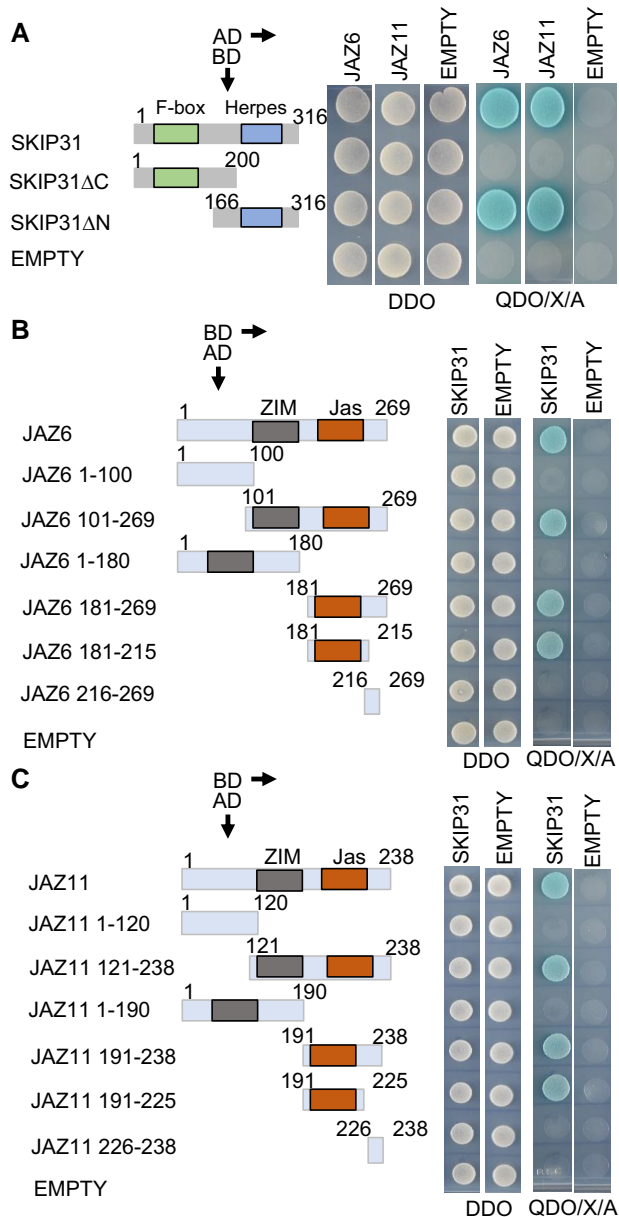 A
AD
BD
JAZ6 JAZ11 EMPTY JAZ6 JAZ11 EMPTY
1 F-box Herpes 316
SKIP31
1 200
SKIP31ΔC
166 316
SKIP31ΔN
EMPTY
DDO QDO/X/A
B
BD
AD
SKIP31 EMPTY SKIP31 EMPTY
1 ZIM Jas 269
JAZ6
1 100
JAZ6 1-100
101 269
JAZ6 101-269
1 180
JAZ6 1-180
181 269
JAZ6 181-269
181 215
JAZ6 181-215
216 269
JAZ6 216-269
EMPTY
DDO QDO/X/A
C
BD
AD
SKIP31 EMPTY SKIP31 EMPTY
1 ZIM Jas 238
JAZ11
1 120
JAZ11 1-120
121 238
JAZ11 121-238
1 190
JAZ11 1-190
191 238
JAZ11 191-238
191 225
JAZ11 191-225
226 238
JAZ11 226-238
EMPTY
DDO QDO/X/A